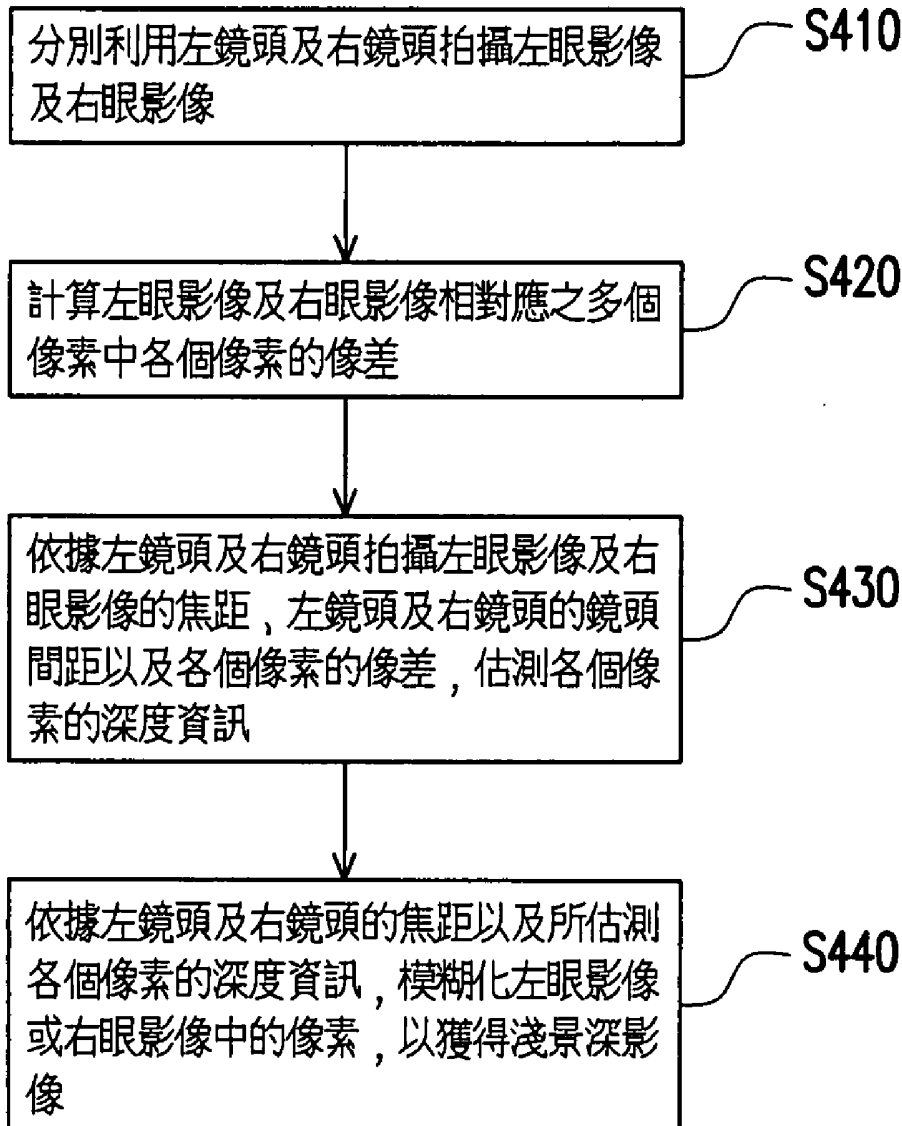 分別利用左鏡頭及右鏡頭拍攝左眼影像
及右眼影像
S410
計算左眼影像及右眼影像相對應之多個
像素中各個像素的像差
S420
依據左鏡頭及右鏡頭拍攝左眼影像及右
眼影像的焦距，左鏡頭及右鏡頭的鏡頭
間距以及各個像素的像差，估測各個像
素的深度資訊
S430
依據左鏡頭及右鏡頭的焦距以及所估測
各個像素的深度資訊，模糊化左眼影像
或右眼影像中的像素，以獲得淺景深影
像
S440